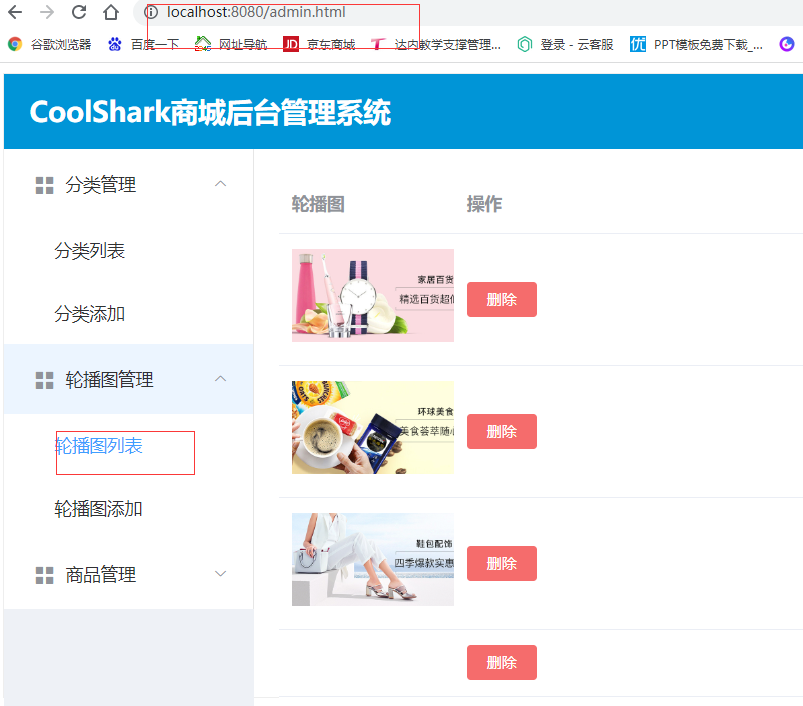 localhost:8080/admin.html
谷歌浏览器 百度一下 网址导航 JD 京东商城 达内教学支撑管理... 登录 - 云客服 优 PPT模板免费下载_...
CoolShark商城后台管理系统
分类管理
分类列表
分类添加
轮播图管理
轮播图列表
轮播图添加
商品管理
轮播图 操作
家居百货
精选百货超值
删除
环球美食
美食荟萃随心
删除
鞋包配饰
四季爆款实惠
删除
删除